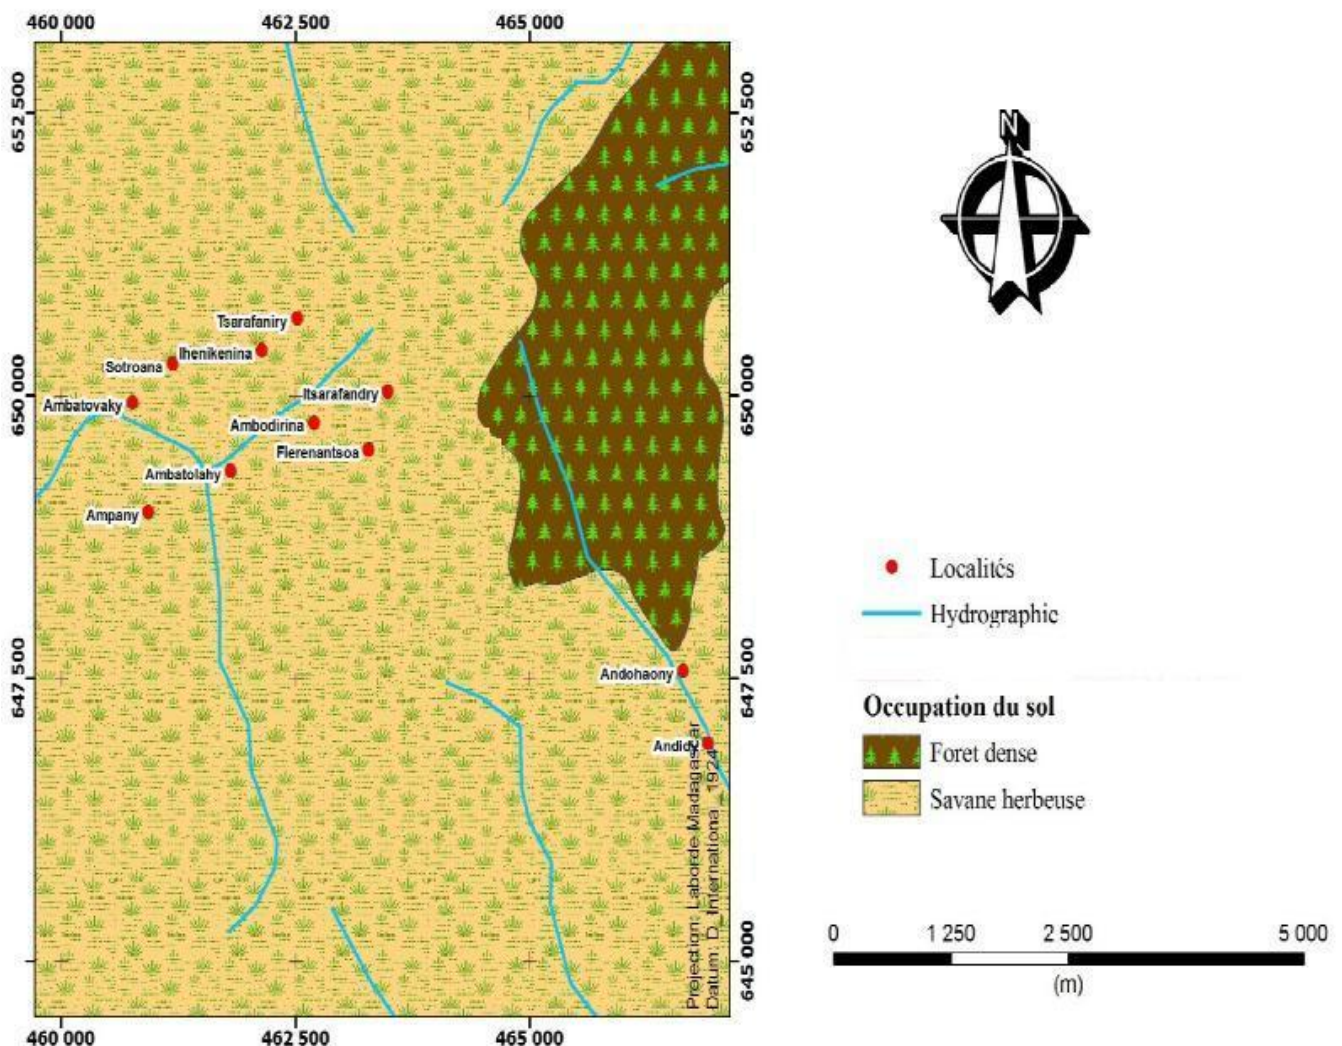 460 000 462 500 465 000
652 500 652 500
N
Tsarafaniry
Ihenikenina
Sotroana
650 000 650 000
Itsarafandry
Ambatovaky
Ambodirina
Fierenantsoa
Ambatolahy
Ampany
Localités
Hydrographic
647 500 647 500
Andohaony
Occupation du sol
Andidy
Foret dense
Savane herbeuse
Projection: Laborde Madagascar
Datum D_International_1924
645 000 645 000
0 1 250 2 500 5 000
(m)
460 000 462 500 465 000